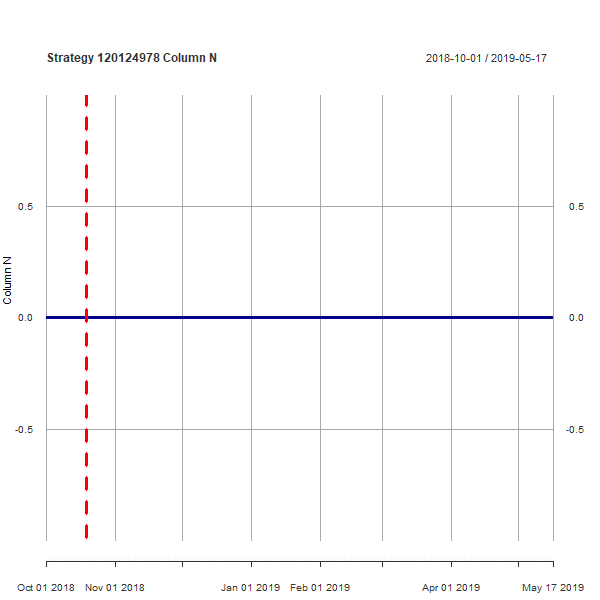 Strategy 120124978 Column N
2018-10-01 / 2019-05-17
0.5
0.5
Column N
0.0
0.0
-0.5
-0.5
Oct 01 2018
Nov 01 2018
Jan 01 2019
Feb 01 2019
Apr 01 2019
May 17 2019